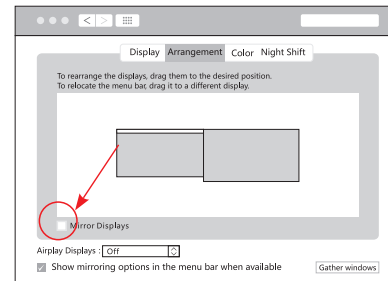 Display Arrangement Color Night Shift
To rearrange the displays, drag them to the desired position.
To relocate the menu bar, drag it to a different display.
Mirror Displays
Airplay Displays : Off
Show mirroring options in the menu bar when available
Gather windows